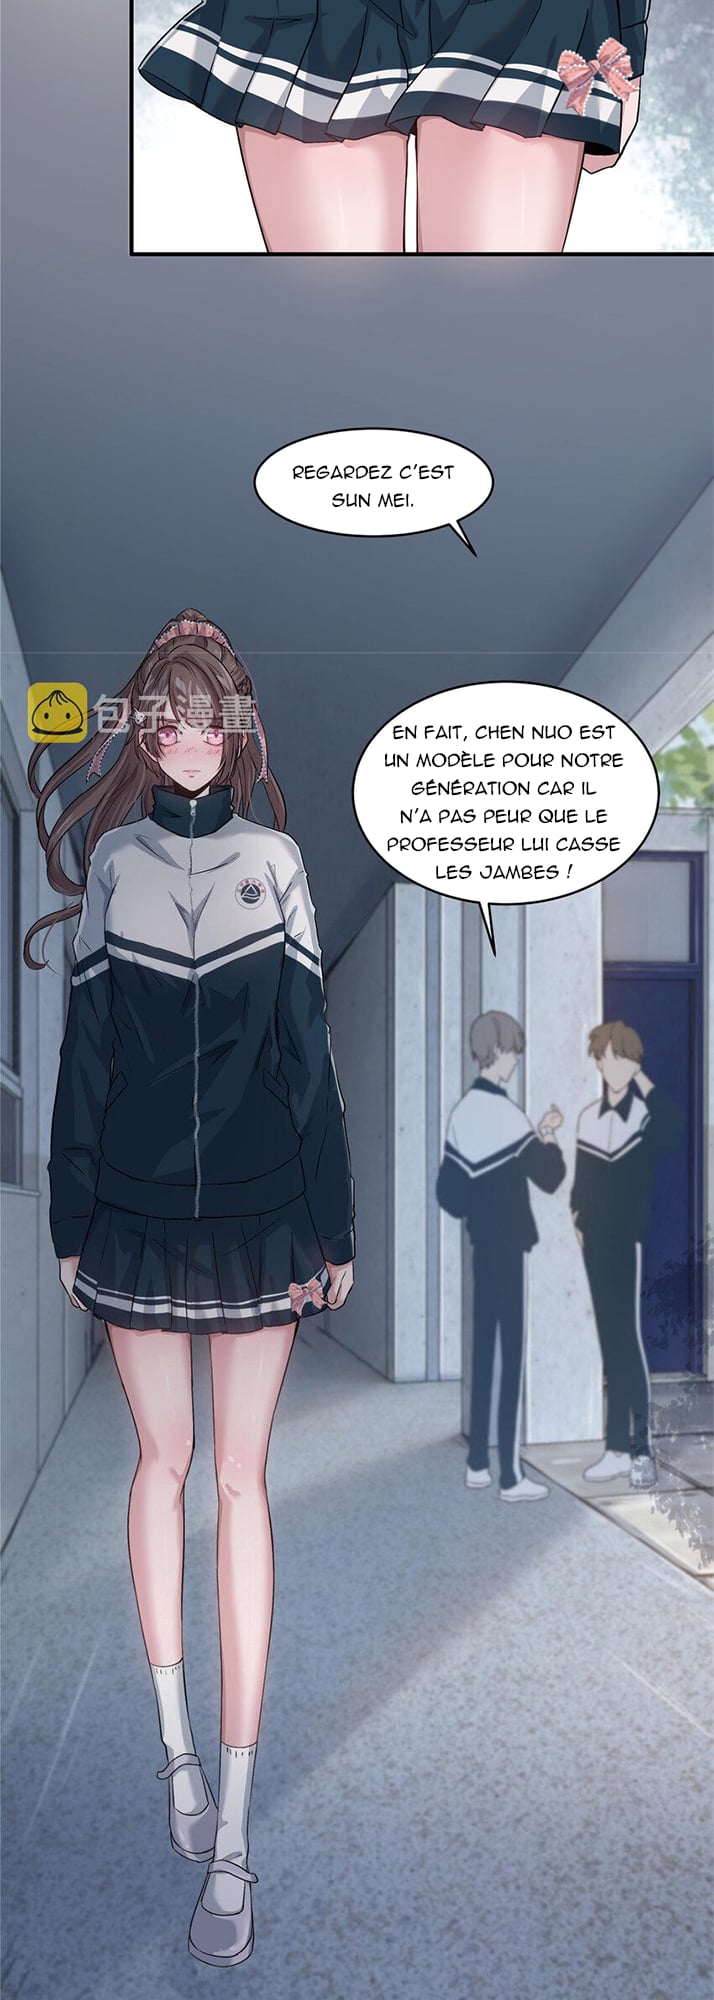 REGARDEZ C'EST
SUN MEI.
包子漫畫
EN FAIT, CHEN NUO EST
UN MODÈLE POUR NOTRE
GÉNÉRATION CAR IL
N'A PAS PEUR QUE LE
PROFESSEUR LUI CASSE
LES JAMBES !